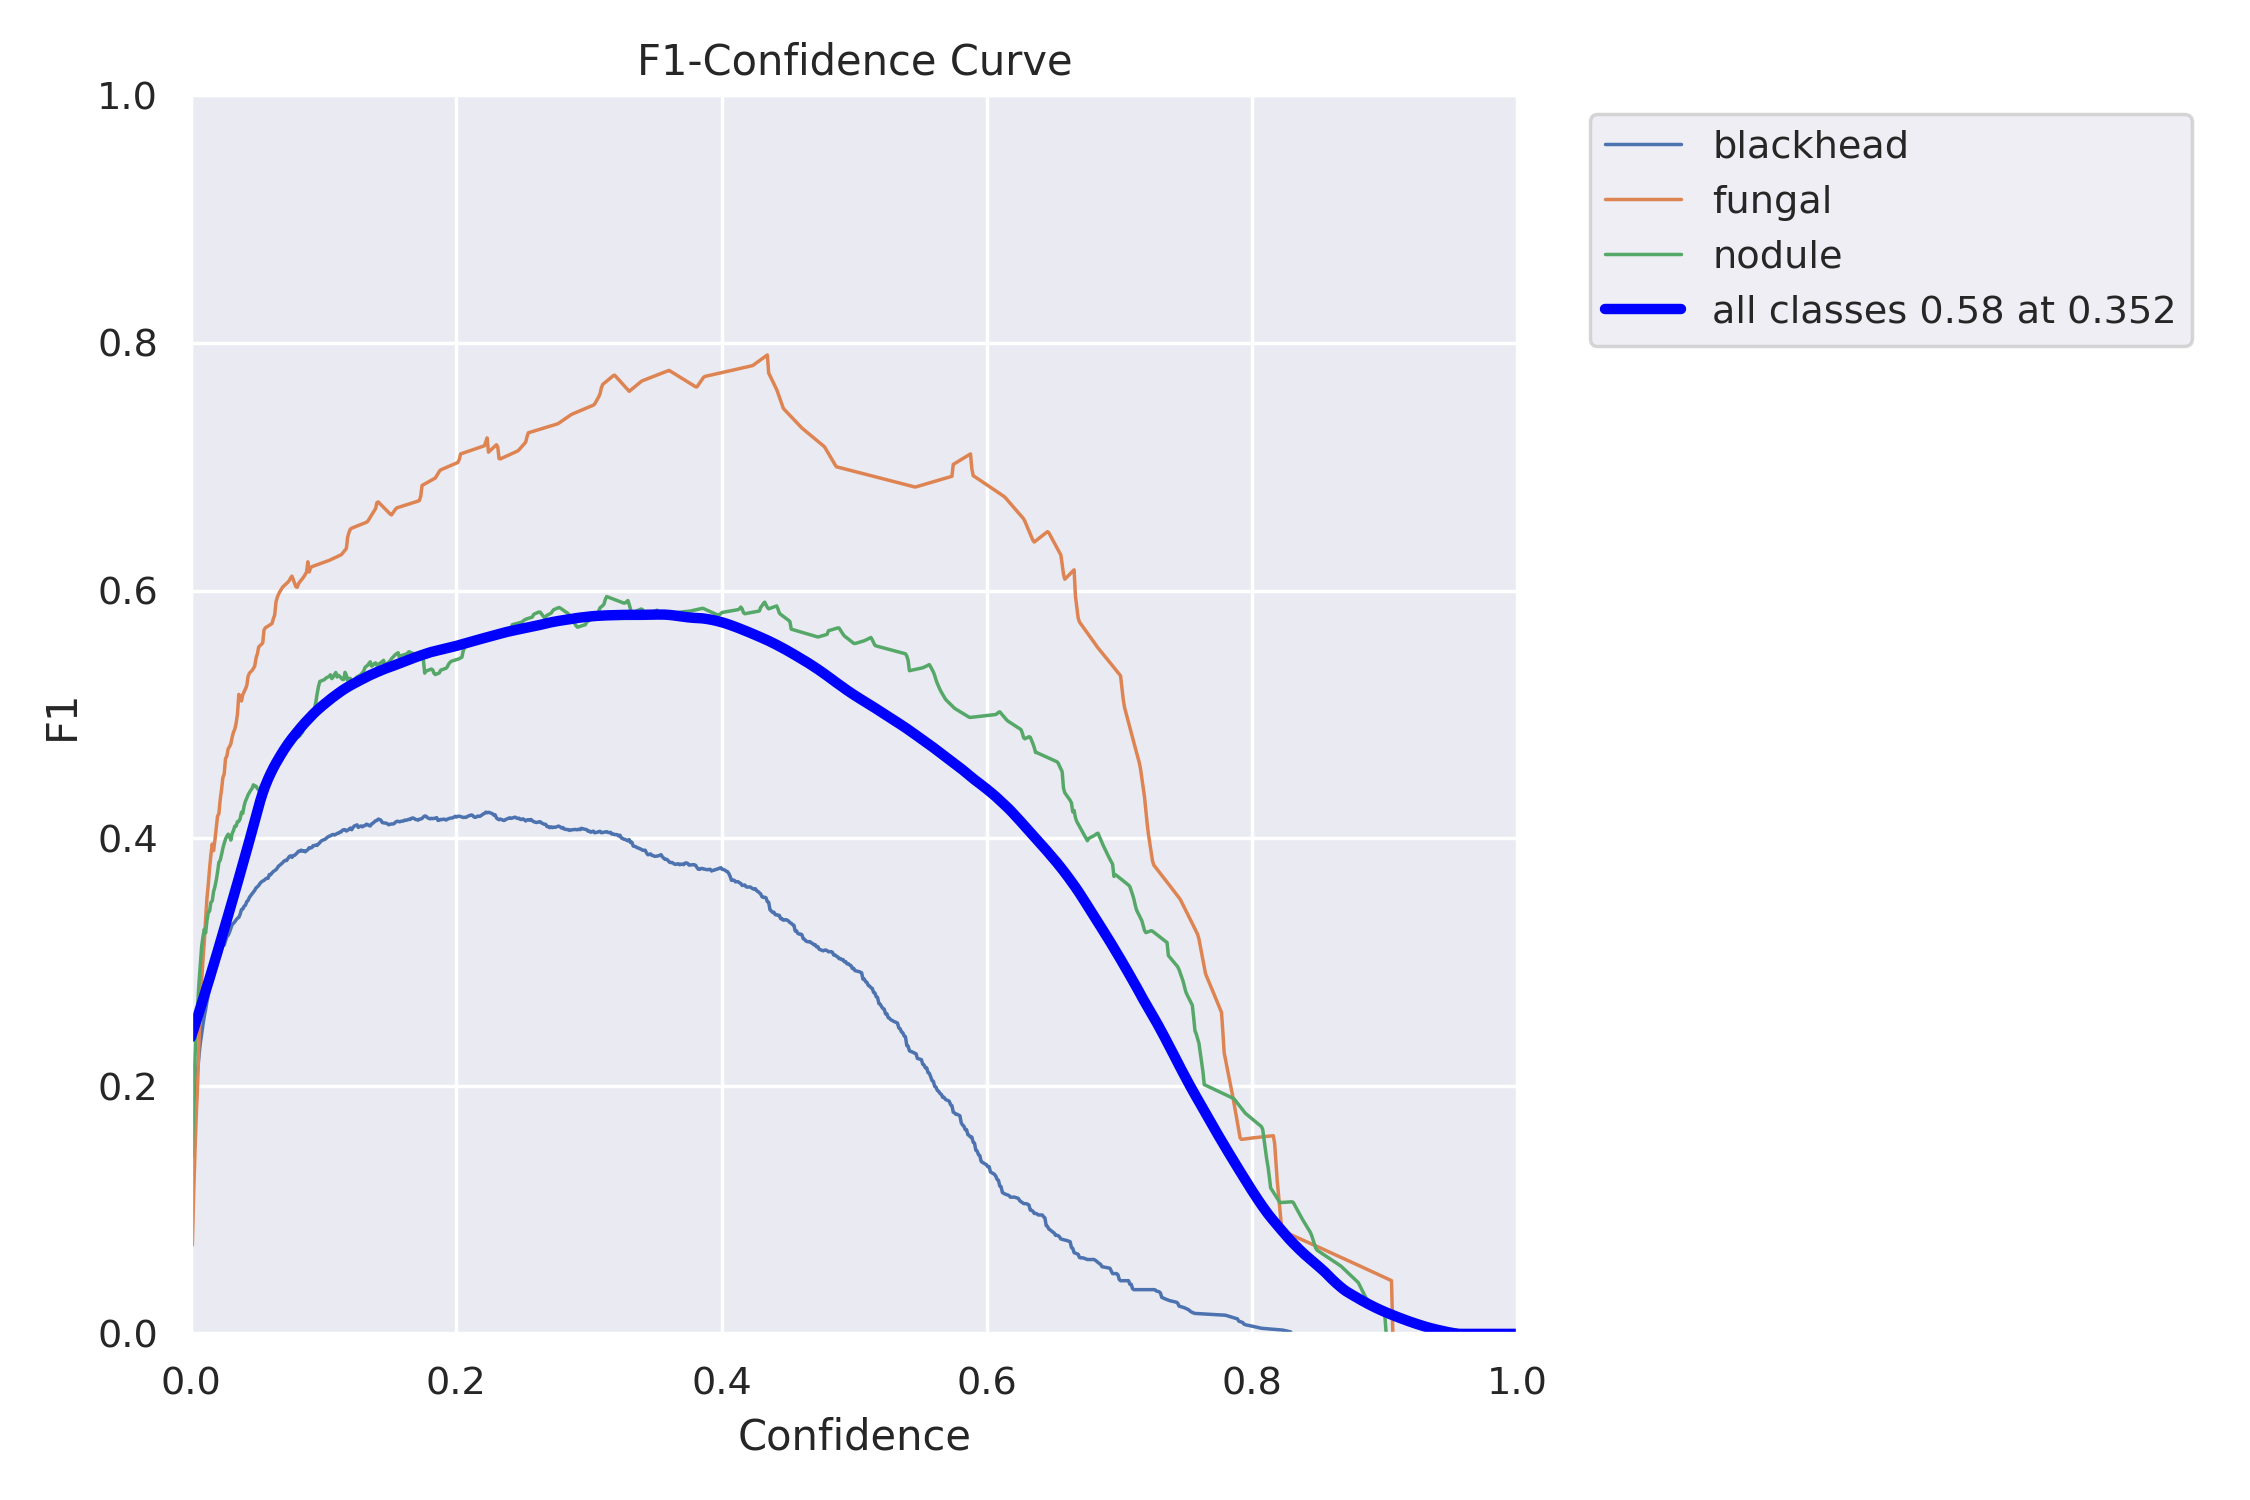 F1-Confidence Curve
1.0
0.8
0.6
0.4
0.2
0.0
F1
0.0 0.2 0.4 0.6 0.8 1.0
Confidence
blackhead
fungal
nodule
all classes 0.58 at 0.352